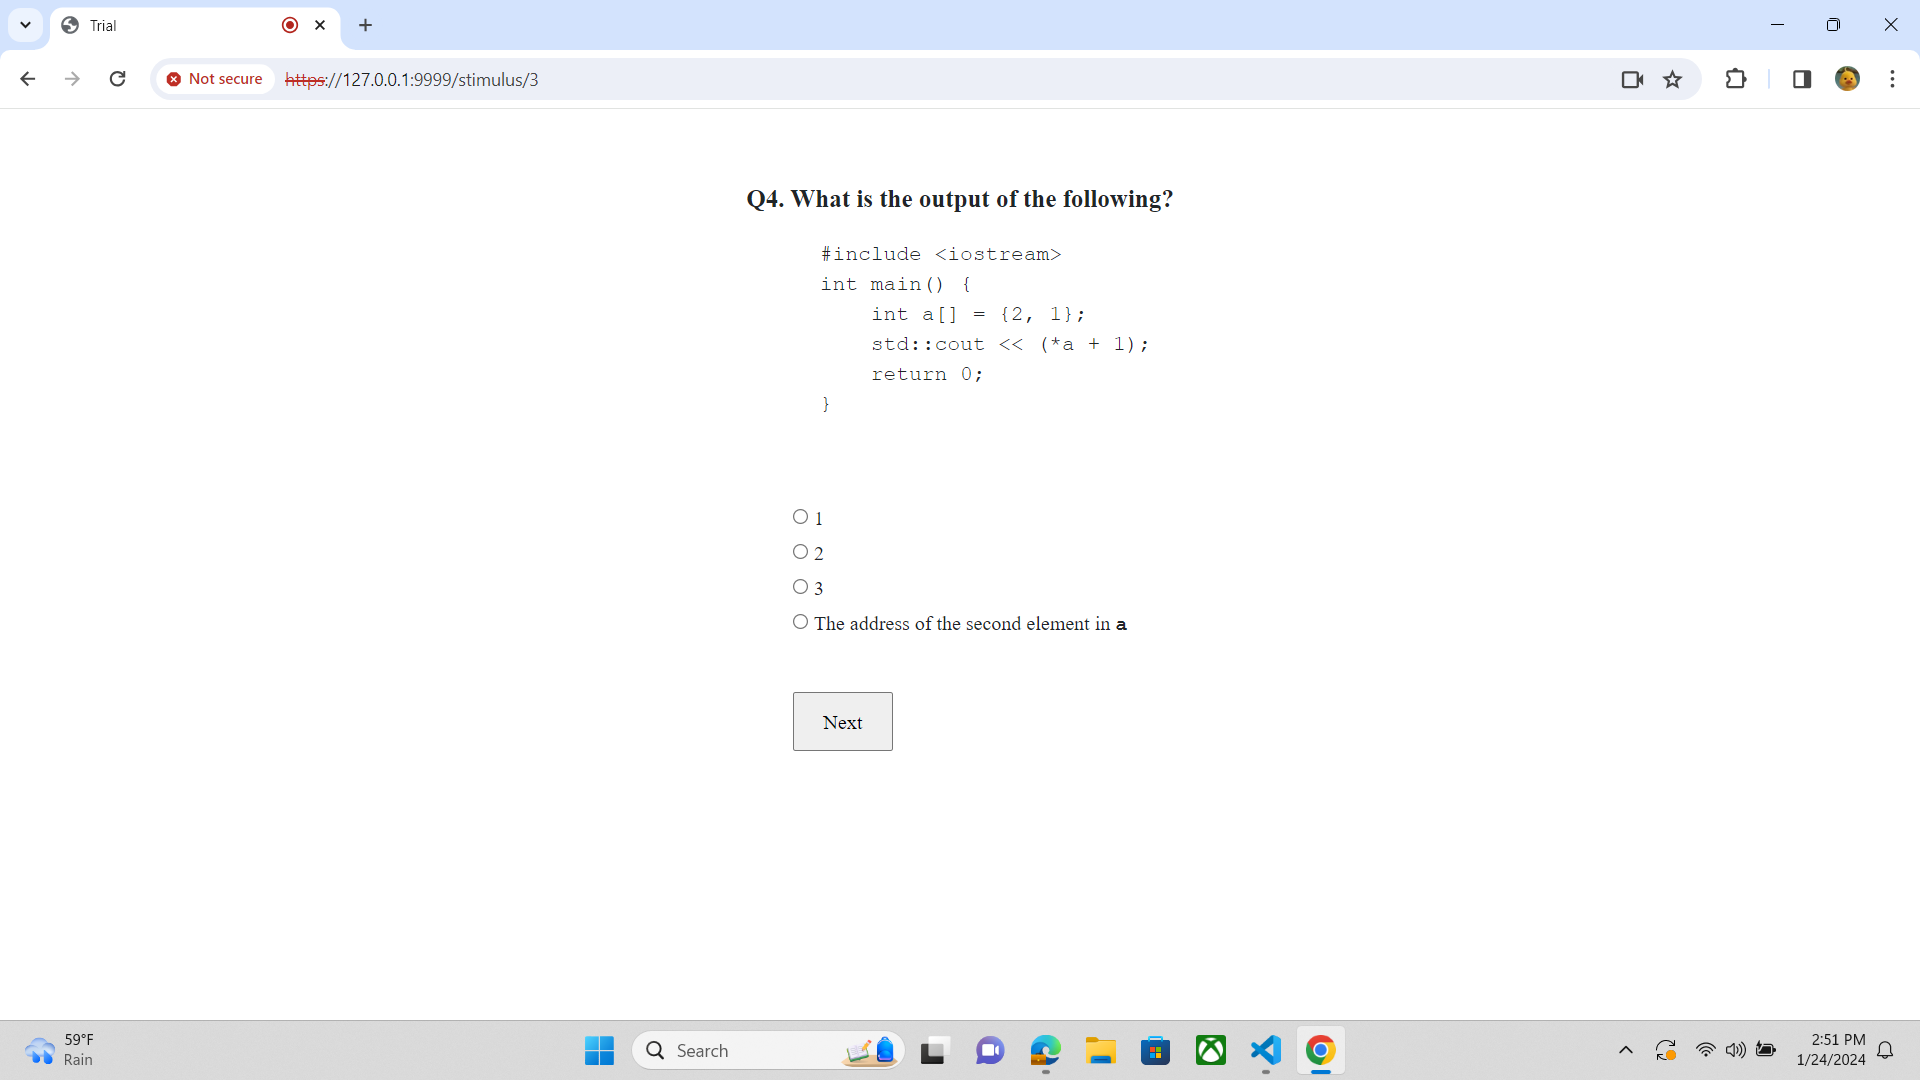 Trial
Not secure
https://127.0.0.1:9999/stimulus/3
Q4. What is the output of the following?
#include <iostream>
int main() {
    int a[] = {2, 1};
    std::cout << (*a + 1);
    return 0;
}
1
2
3
The address of the second element in a
Next
59°F
Rain
Search
2:51 PM
1/24/2024